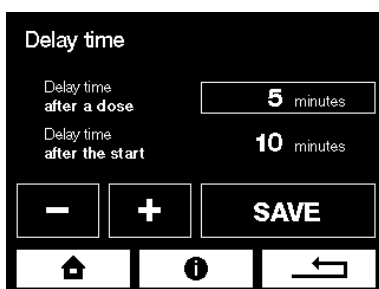 Delay time
Delay time
after a dose
5 minutes
Delay time
after the start
10 minutes
− + SAVE
i